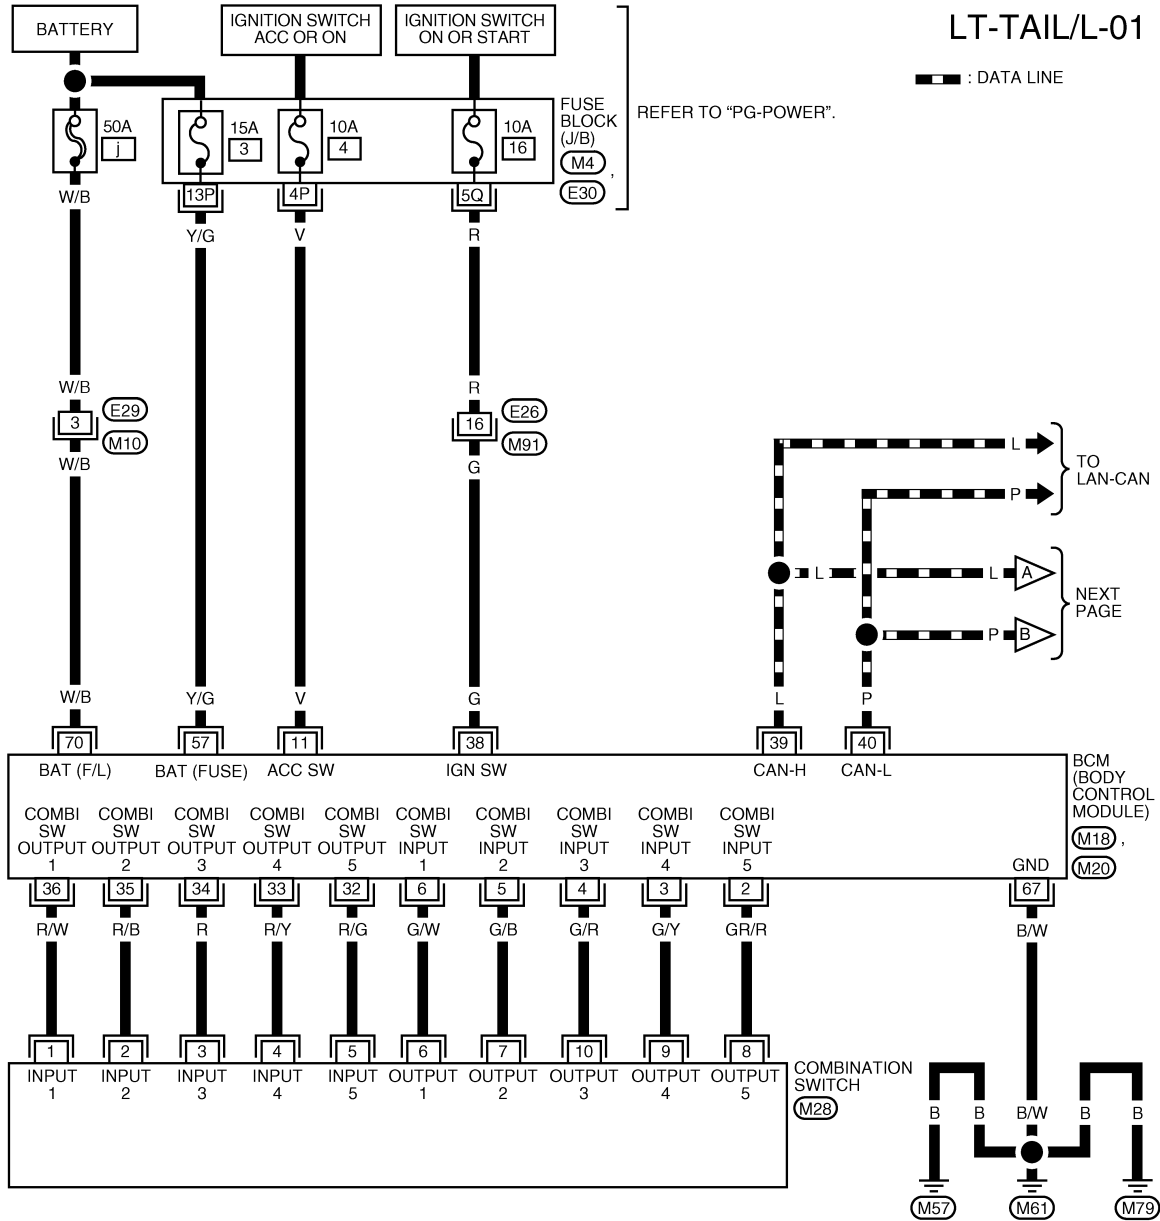 LT-TAIL/L-01
: DATA LINE
BATTERY
IGNITION SWITCH
ACC OR ON
IGNITION SWITCH
ON OR START
REFER TO “PG-POWER”.
50A
j
15A
3
10A
4
10A
16
FUSE
BLOCK
(J/B)
M4
,
E30
13P
4P
5Q
W/B
Y/G
V
R
W/B
3
E29
M10
W/B
R
16
E26
M91
G
L
P
TO
LAN-CAN
L
L
A
P
B
NEXT
PAGE
W/B
Y/G
V
G
L
P
70
57
11
38
39
40
BAT (F/L)
BAT (FUSE)
ACC SW
IGN SW
CAN-H
CAN-L
BCM
(BODY
CONTROL
MODULE)
M18
,
M20
COMBI
SW
OUTPUT
1
COMBI
SW
OUTPUT
2
COMBI
SW
OUTPUT
3
COMBI
SW
OUTPUT
4
COMBI
SW
OUTPUT
5
COMBI
SW
INPUT
1
COMBI
SW
INPUT
2
COMBI
SW
INPUT
3
COMBI
SW
INPUT
4
COMBI
SW
INPUT
5
GND
36
35
34
33
32
6
5
4
3
2
67
R/W
R/B
R
R/Y
R/G
G/W
G/B
G/R
G/Y
GR/R
B/W
1
2
3
4
5
6
7
10
9
8
INPUT
1
INPUT
2
INPUT
3
INPUT
4
INPUT
5
OUTPUT
1
OUTPUT
2
OUTPUT
3
OUTPUT
4
OUTPUT
5
COMBINATION
SWITCH
M28
B
B
B/W
B
B
M57
M61
M79